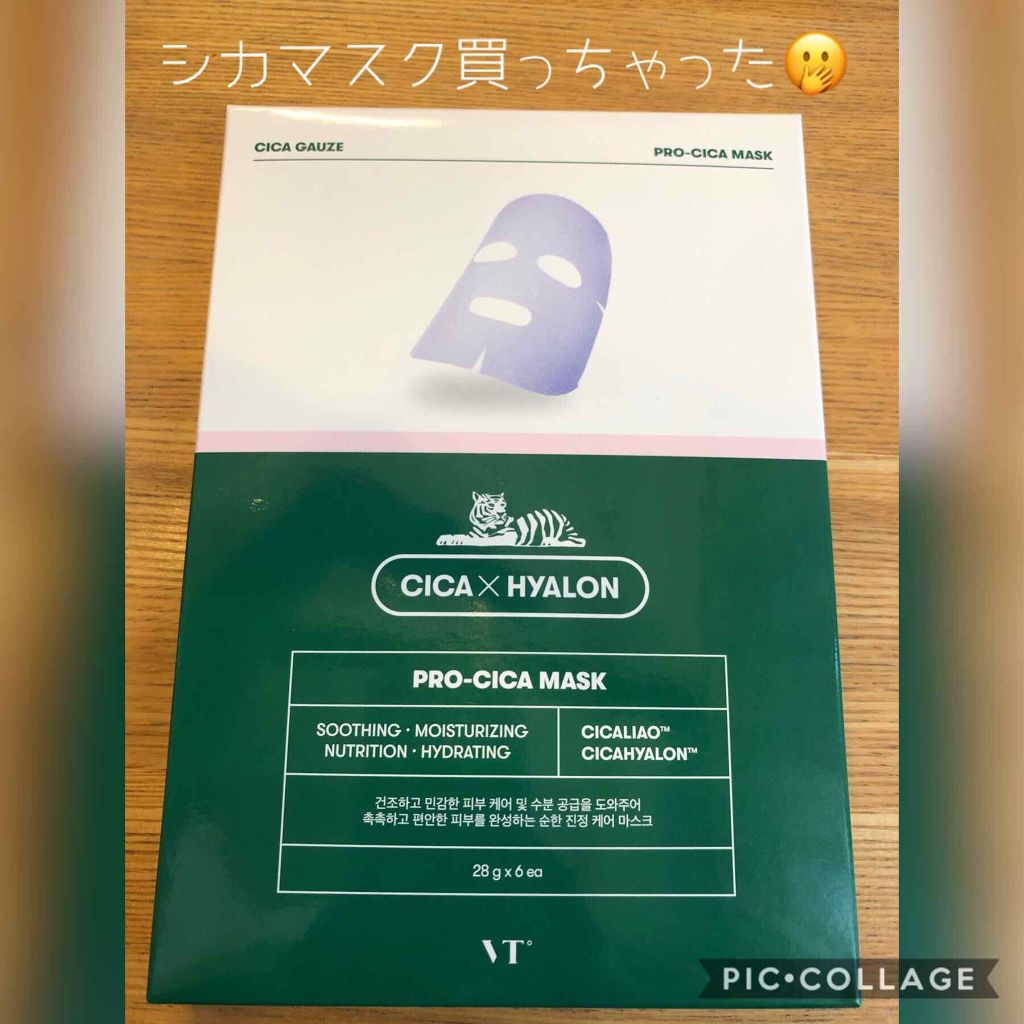 シカマスク買っちゃった🤭
CICA GAUZE
PRO-CICA MASK
CICA × HYALON
PRO-CICA MASK
SOOTHING · MOISTURIZING
NUTRITION · HYDRATING
CICALIAO™
CICAHYALON™
건조하고 민감한 피부 케어 및 수분 공급을 도와주어
촉촉하고 편안한 피부를 완성하는 순한 진정 케어 마스크
28 g x 6 ea
VT°
PIC•COLLAGE